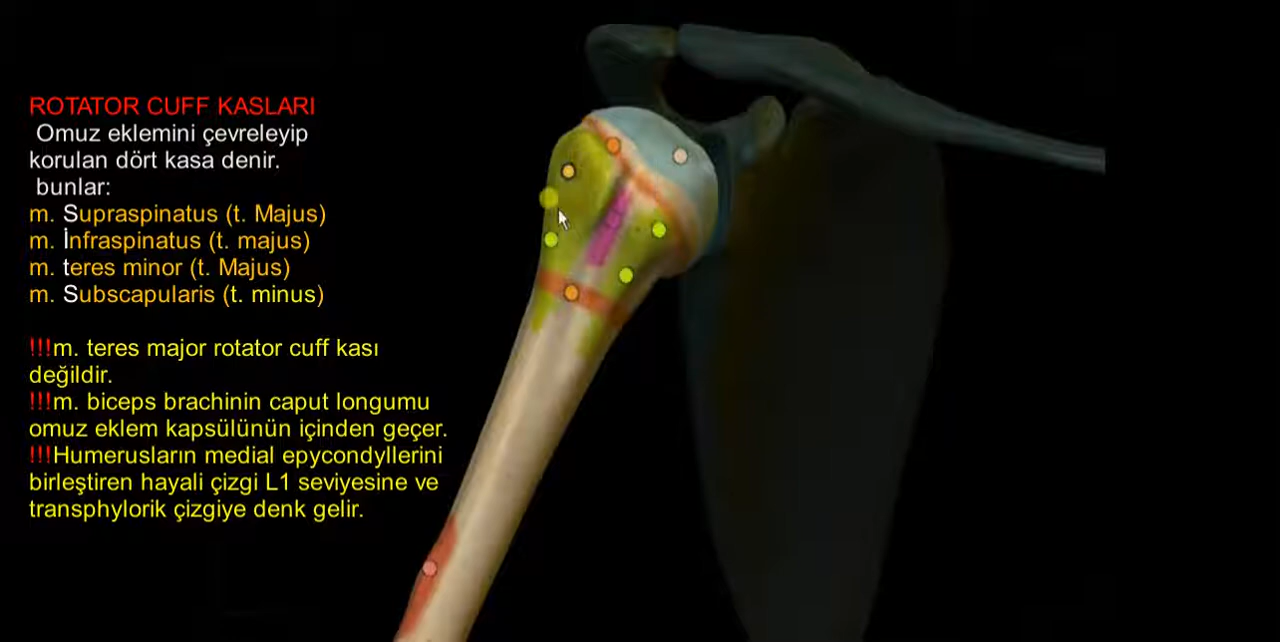 ROTATOR CUFF KASLARI
Omuz eklemini çevreleyip
korulan dört kasa denir.
bunlar:
m. Supraspinatus (t. Majus)
m. İnfraspinatus (t. majus)
m. teres minor (t. Majus)
m. Subscapularis (t. minus)
!!!m. teres major rotator cuff kası
değildir.
!!!m. biceps brachinin caput longumu
omuz eklem kapsülünün içinden geçer.
!!!Humerusların medial epycondyllerini
birleştiren hayali çizgi L1 seviyesine ve
transphylorik çizgiye denk gelir.